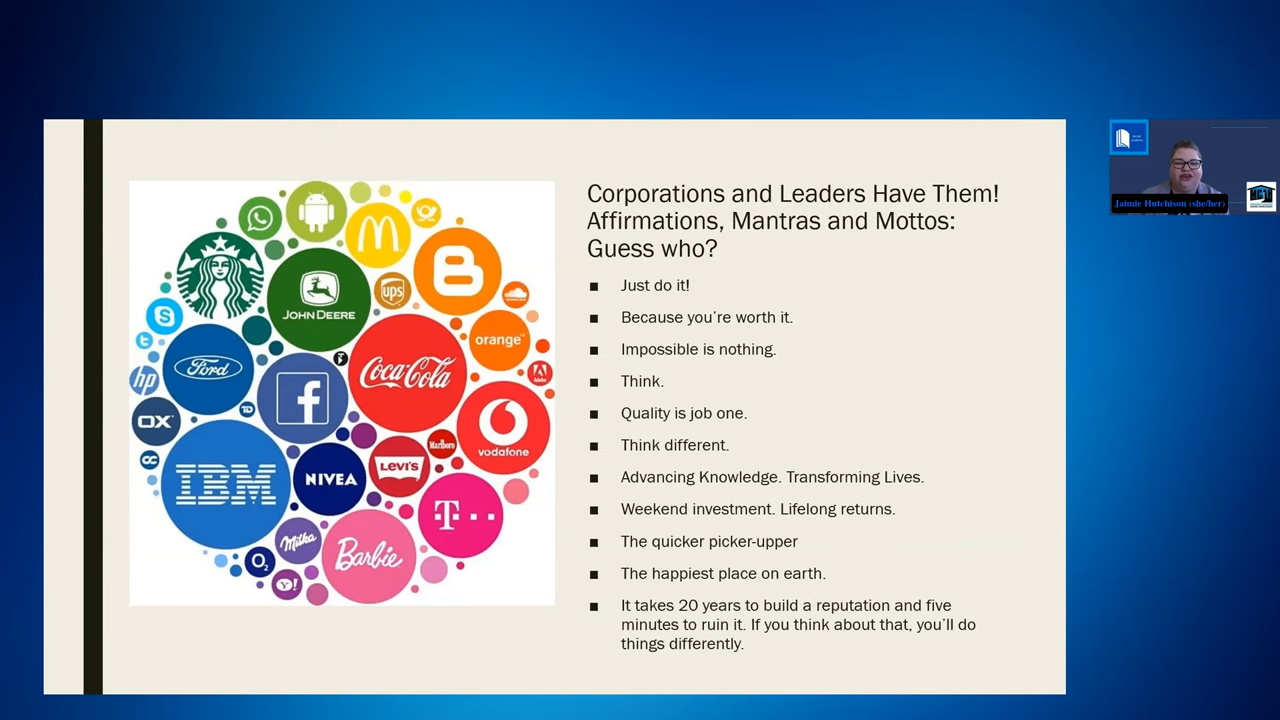 Corporations and Leaders Have Them!
Affirmations, Mantras and Mottos:
Guess who?
Just do it!
Because you're worth it.
Impossible is nothing.
Think.
Quality is job one.
Think different.
Advancing Knowledge. Transforming Lives.
Weekend investment. Lifelong returns.
The quicker picker-upper
The happiest place on earth.
It takes 20 years to build a reputation and five
minutes to ruin it. If you think about that, you'll do
things differently.
JOHN DEERE
ups
orange™
Ford
hp
Coca-Cola
Adobe
OX
TD
vodafone
IBM
NIVEA
LEVI'S
Marlboro
T
Milka
Barbie
O2
Y!
Jaimie Hutchison (she/her)